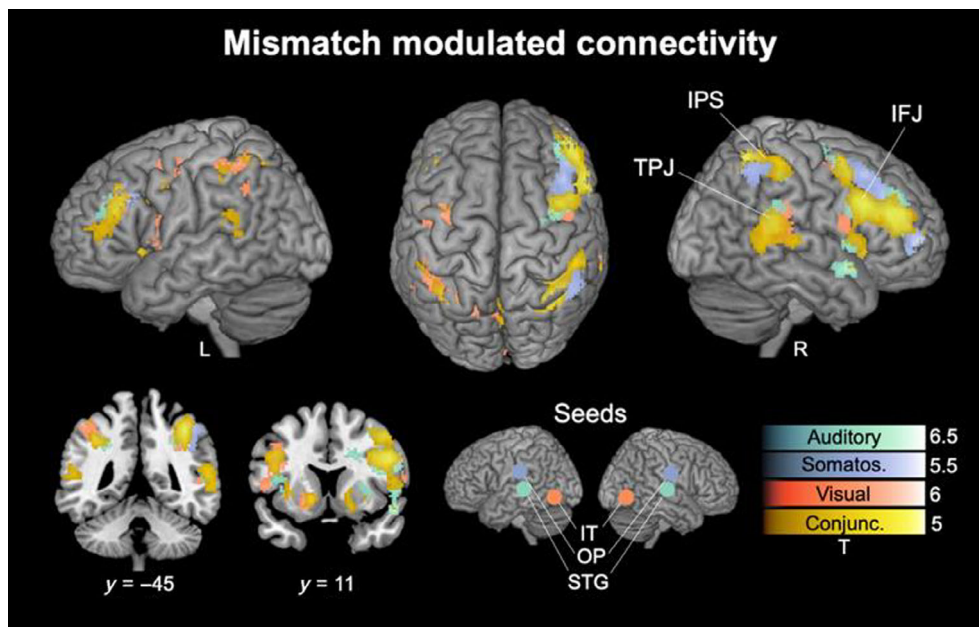 Mismatch modulated connectivity
IPS
IFJ
TPJ
L
R
Seeds
Auditory 6.5
Somatos. 5.5
Visual 6
Conjunc. 5
T
IT
OP
STG
y = –45
y = 11